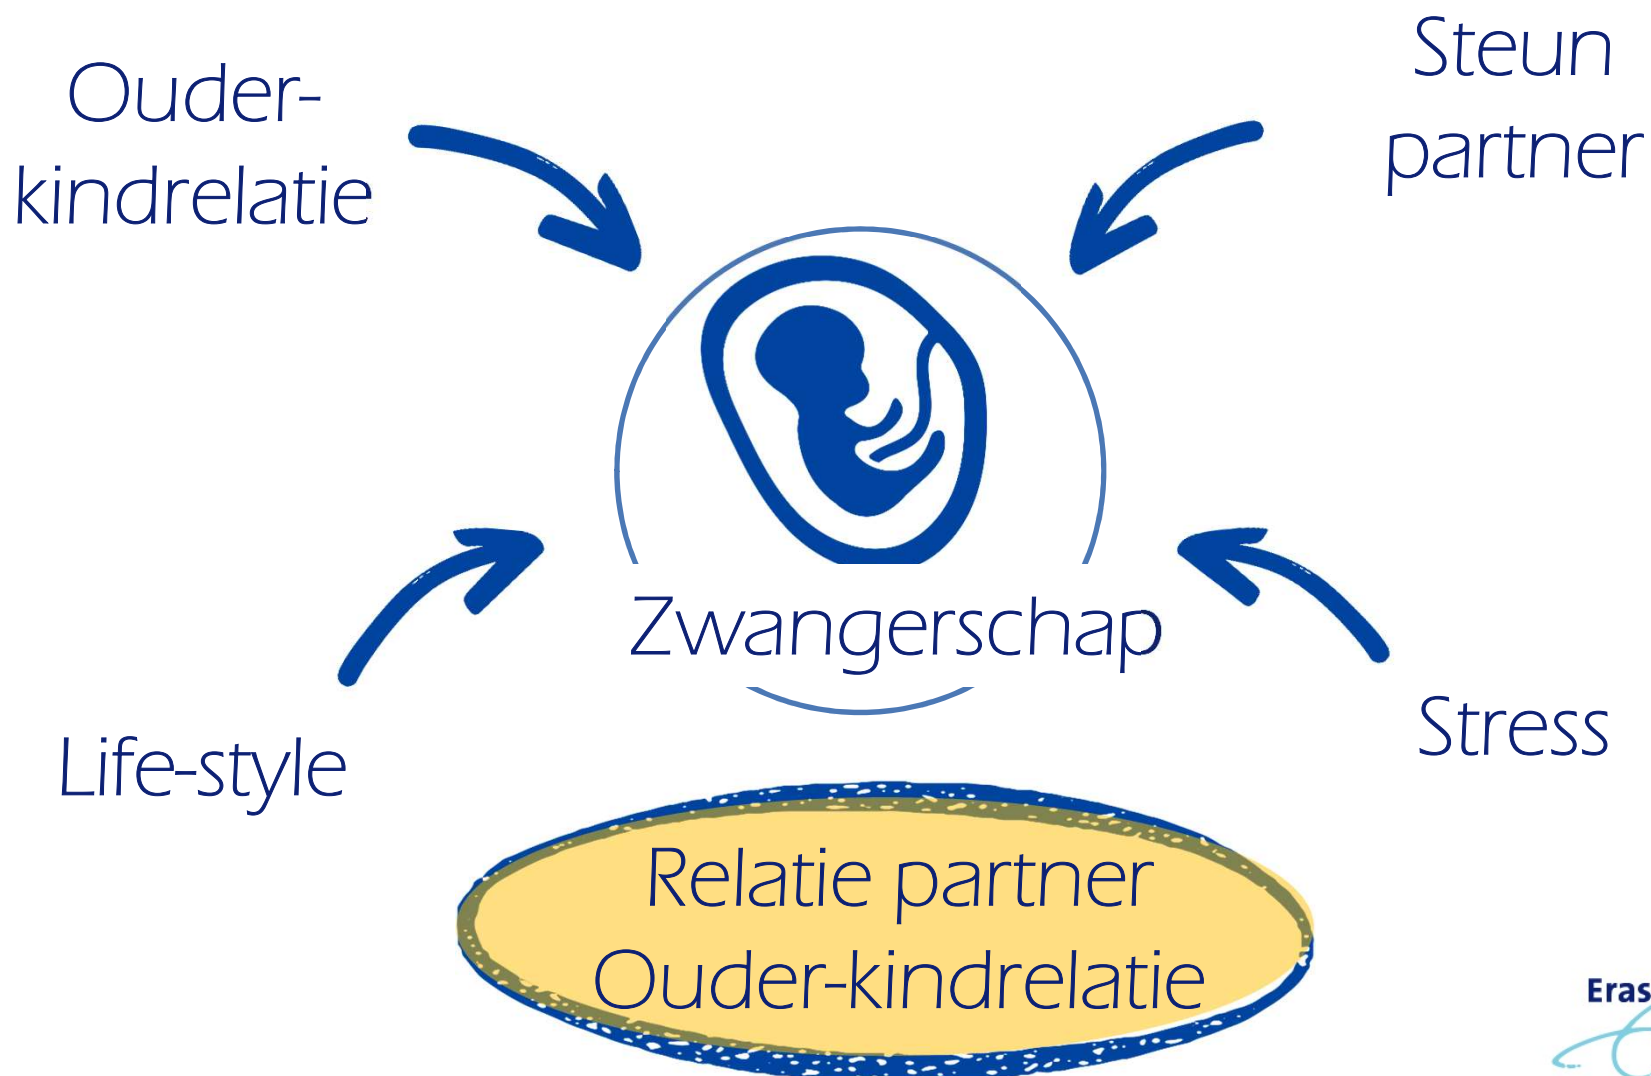 Ouder-
kindrelatie
Steun
partner
Zwangerschap
Life-style
Stress
Relatie partner
Ouder-kindrelatie
Eras